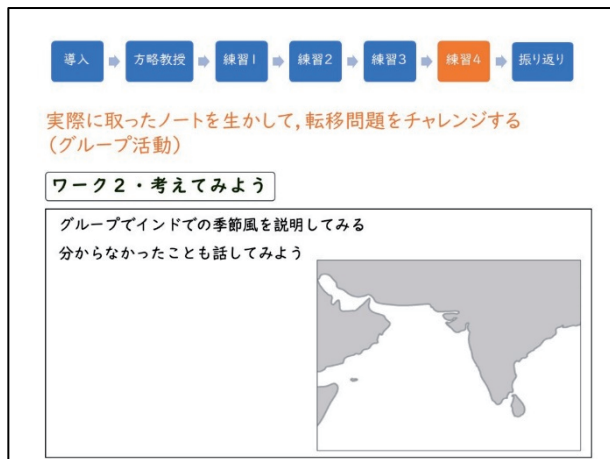 導入
方略教授
練習1
練習2
練習3
練習4
振り返り
実際に取ったノートを生かして,転移問題をチャレンジする
(グループ活動)
ワーク2・考えてみよう
グループでインドでの季節風を説明してみる
分からなかったことも話してみよう